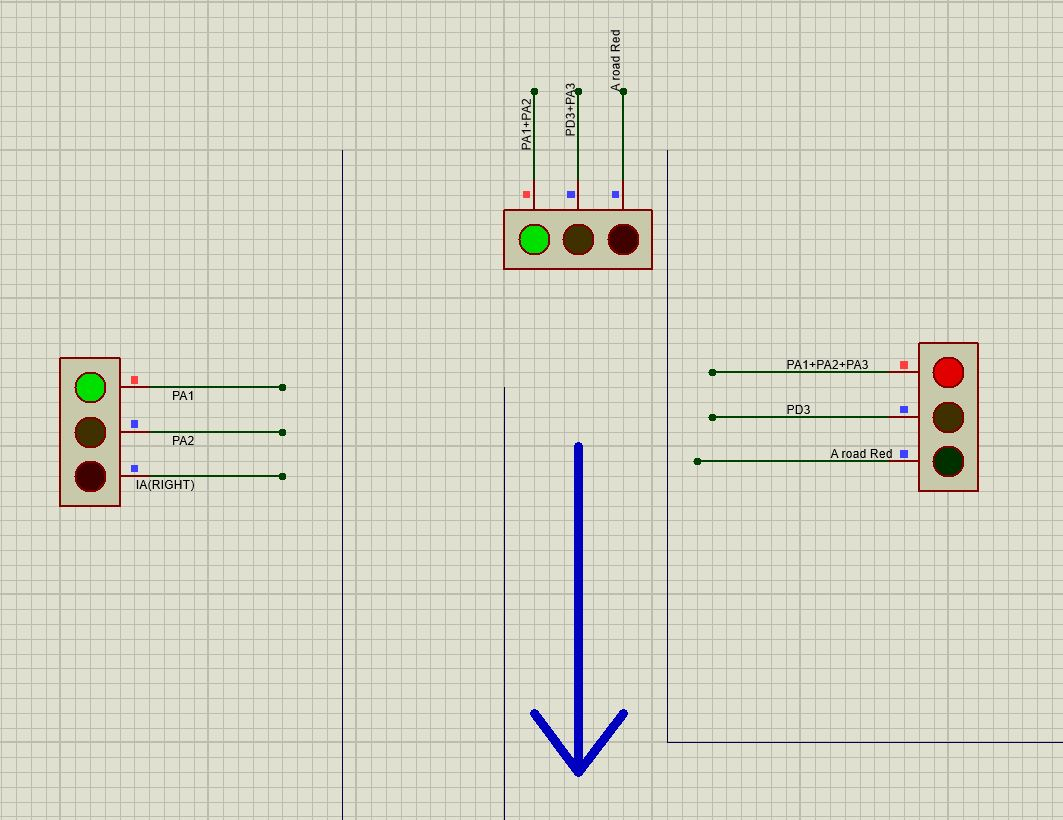 PA1+PA2
PD3+PA3
A road Red
PA1
PA2
IA(RIGHT)
PA1+PA2+PA3
PD3
A road Red